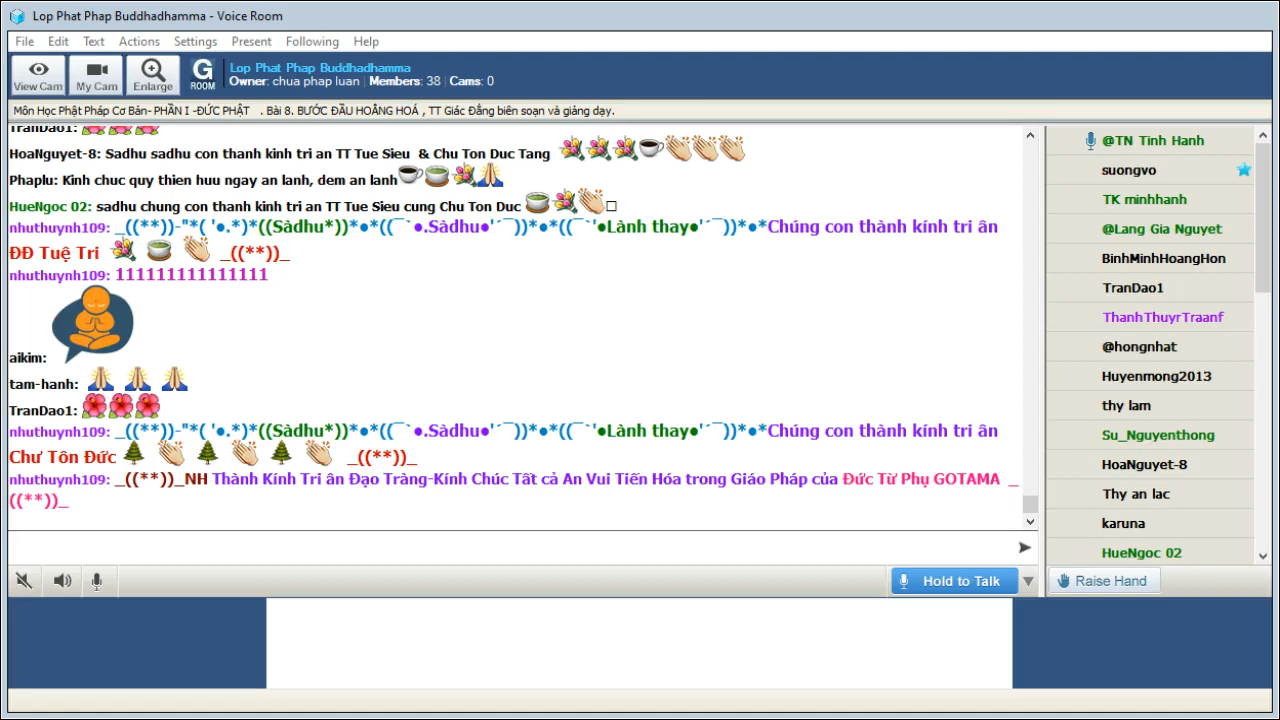 Lop Phat Phap Buddhadhamma - Voice Room
File Edit Text Actions Settings Present Following Help
View Cam My Cam Enlarge G ROOM
Lop Phat Phap Buddhadhamma
Owner: chua phap luan Members: 38 Cams: 0
Môn Học Phật Pháp Cơ Bản- PHẦN I -ĐỨC PHẬT . Bài 8. BƯỚC ĐẦU HOẰNG HOÁ , TT Giác Đẳng biên soạn và giảng dạy.
TranDao1:
HoaNguyet-8: Sadhu sadhu con thanh kinh tri an TT Tue Sieu & Chu Ton Duc Tang
Phaplu: Kinh chuc quy thien huu ngay an lanh, dem an lanh
HueNgoc 02: sadhu chung con thanh kinh tri an TT Tue Sieu cung Chu Ton Duc
nhuthuynh109: _((**))-"*( '●.*)*((Sàdhu*))*●*((¯`●.Sàdhu●'´¯))*●*((¯`'●Lành thay●'´¯))*●*Chúng con thành kính tri ân
ĐĐ Tuệ Tri _((**))_
nhuthuynh109: 1111111111111111
aikim:
tam-hanh:
TranDao1:
nhuthuynh109: _((**))-"*( '●.*)*((Sàdhu*))*●*((¯`●.Sàdhu●'´¯))*●*((¯`'●Lành thay●'´¯))*●*Chúng con thành kính tri ân
Chư Tôn Đức _((**))_
nhuthuynh109: _((**))_NH Thành Kính Tri ân Đạo Tràng-Kính Chúc Tất cả An Vui Tiến Hóa trong Giáo Pháp của Đức Từ Phụ GOTAMA _
((**))_
Hold to Talk
@TN Tinh Hanh
suongvo
TK minhhanh
@Lang Gia Nguyet
BinhMinhHoangHon
TranDao1
ThanhThuyrTraanf
@hongnhat
Huyenmong2013
thy lam
Su_Nguyenthong
HoaNguyet-8
Thy an lac
karuna
HueNgoc 02
Raise Hand